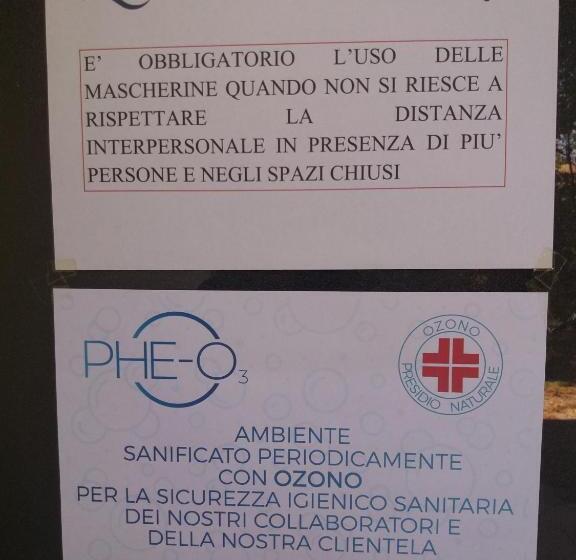 E' OBBLIGATORIO L'USO DELLE
MASCHERINE QUANDO NON SI RIESCE A
RISPETTARE LA DISTANZA
INTERPERSONALE IN PRESENZA DI PIU'
PERSONE E NEGLI SPAZI CHIUSI
PHE-O3
OZONO
PRESIDIO NATURALE
AMBIENTE
SANIFICATO PERIODICAMENTE
CON OZONO
PER LA SICUREZZA IGIENICO SANITARIA
DEI NOSTRI COLLABORATORI E
DELLA NOSTRA CLIENTELA